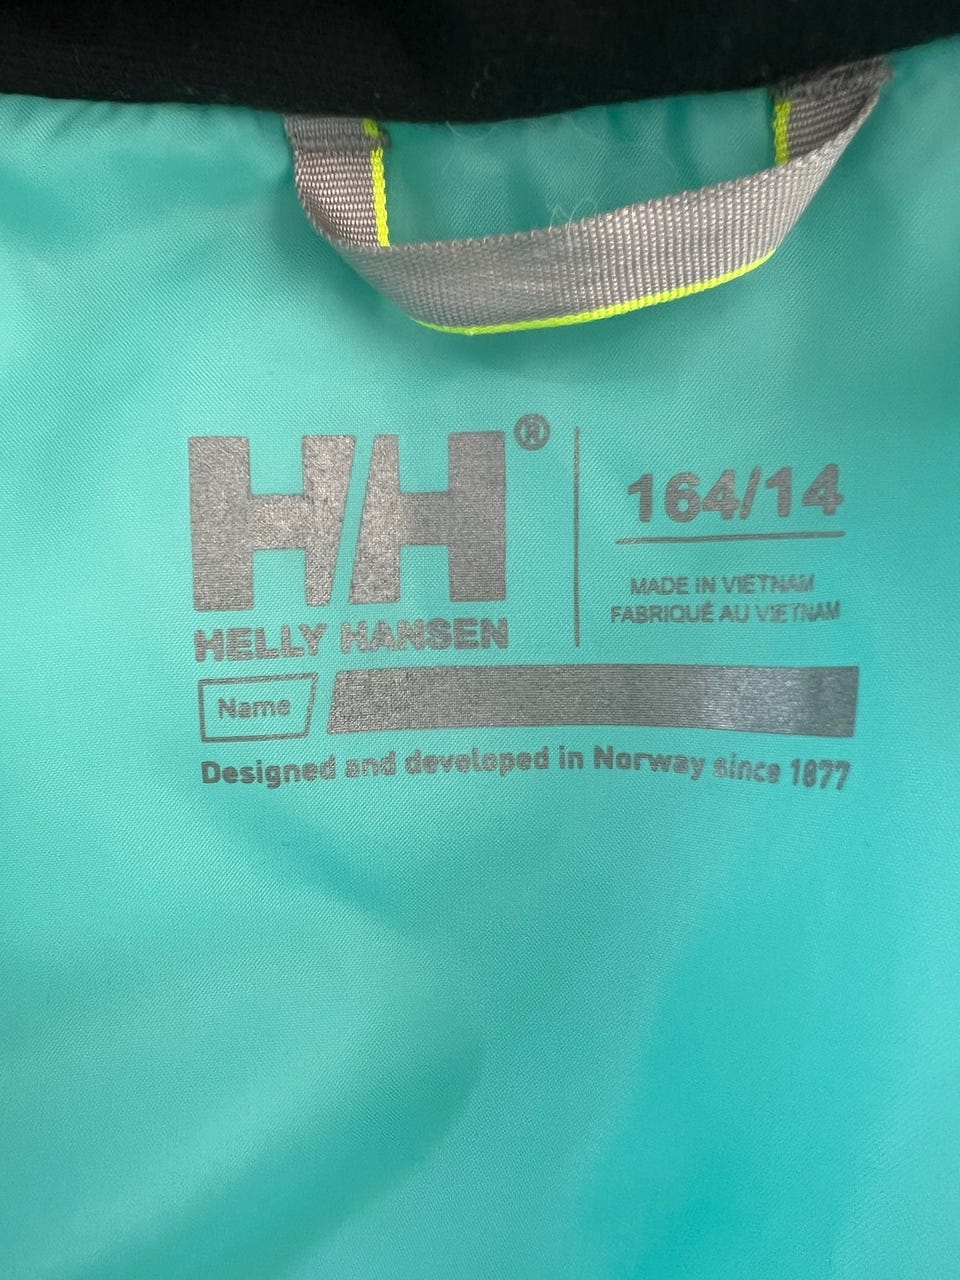 HH®
HELLY HANSEN
164/14
MADE IN VIETNAM
FABRIQUÉ AU VIETNAM
Name
Designed and developed in Norway since 1877